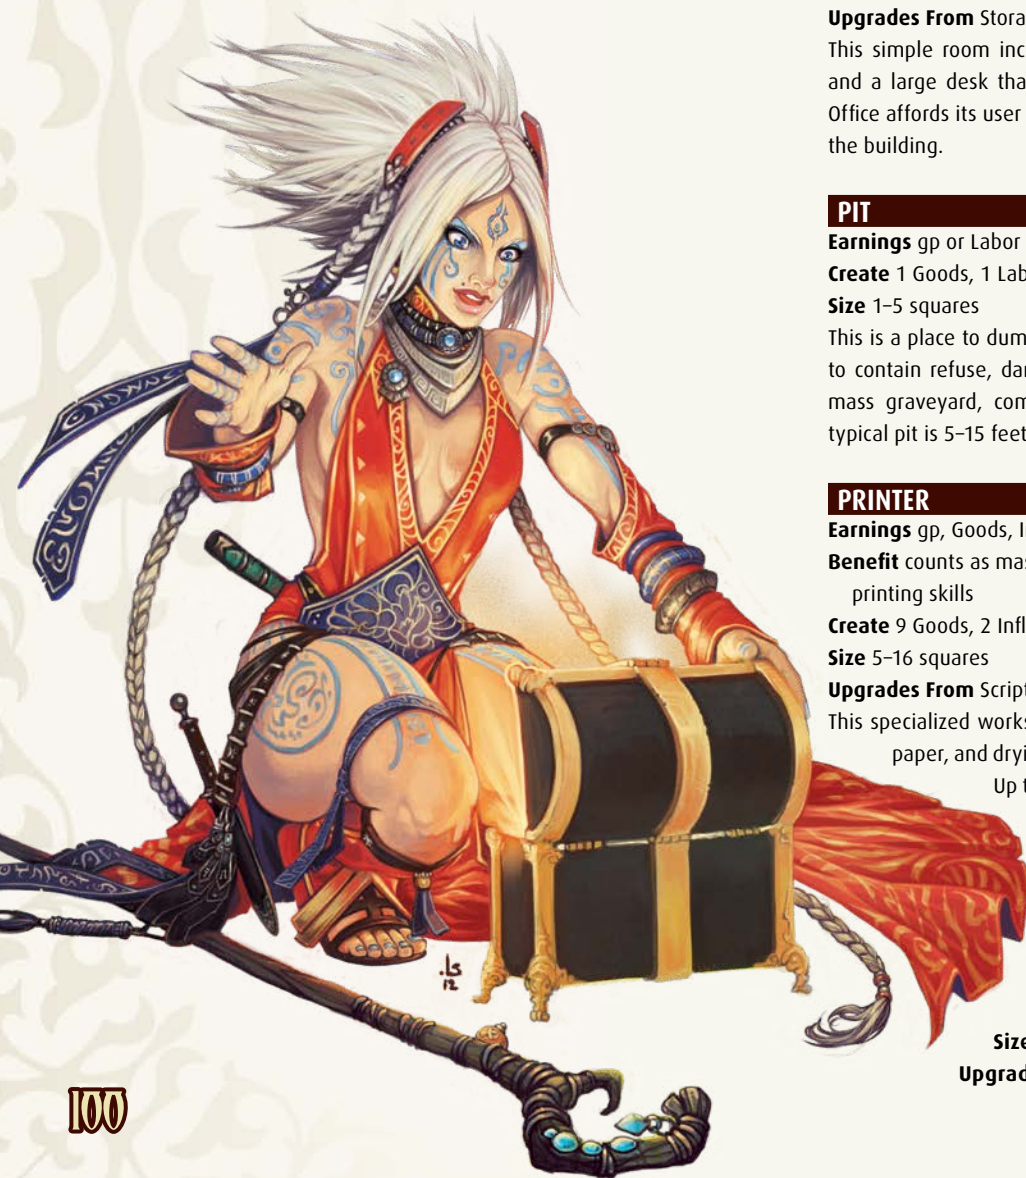 Upgrades From Stora
This simple room inc
and a large desk tha
Office affords its user
the building.
PIT
Earnings gp or Labor
Create 1 Goods, 1 Lab
Size 1–5 squares
This is a place to dum
to contain refuse, dar
mass graveyard, com
typical pit is 5–15 feet
PRINTER
Earnings gp, Goods, I
Benefit counts as mas
printing skills
Create 9 Goods, 2 Infl
Size 5–16 squares
Upgrades From Script
This specialized works
paper, and dryi
Up t
Size
Upgrad
.LS
12
100